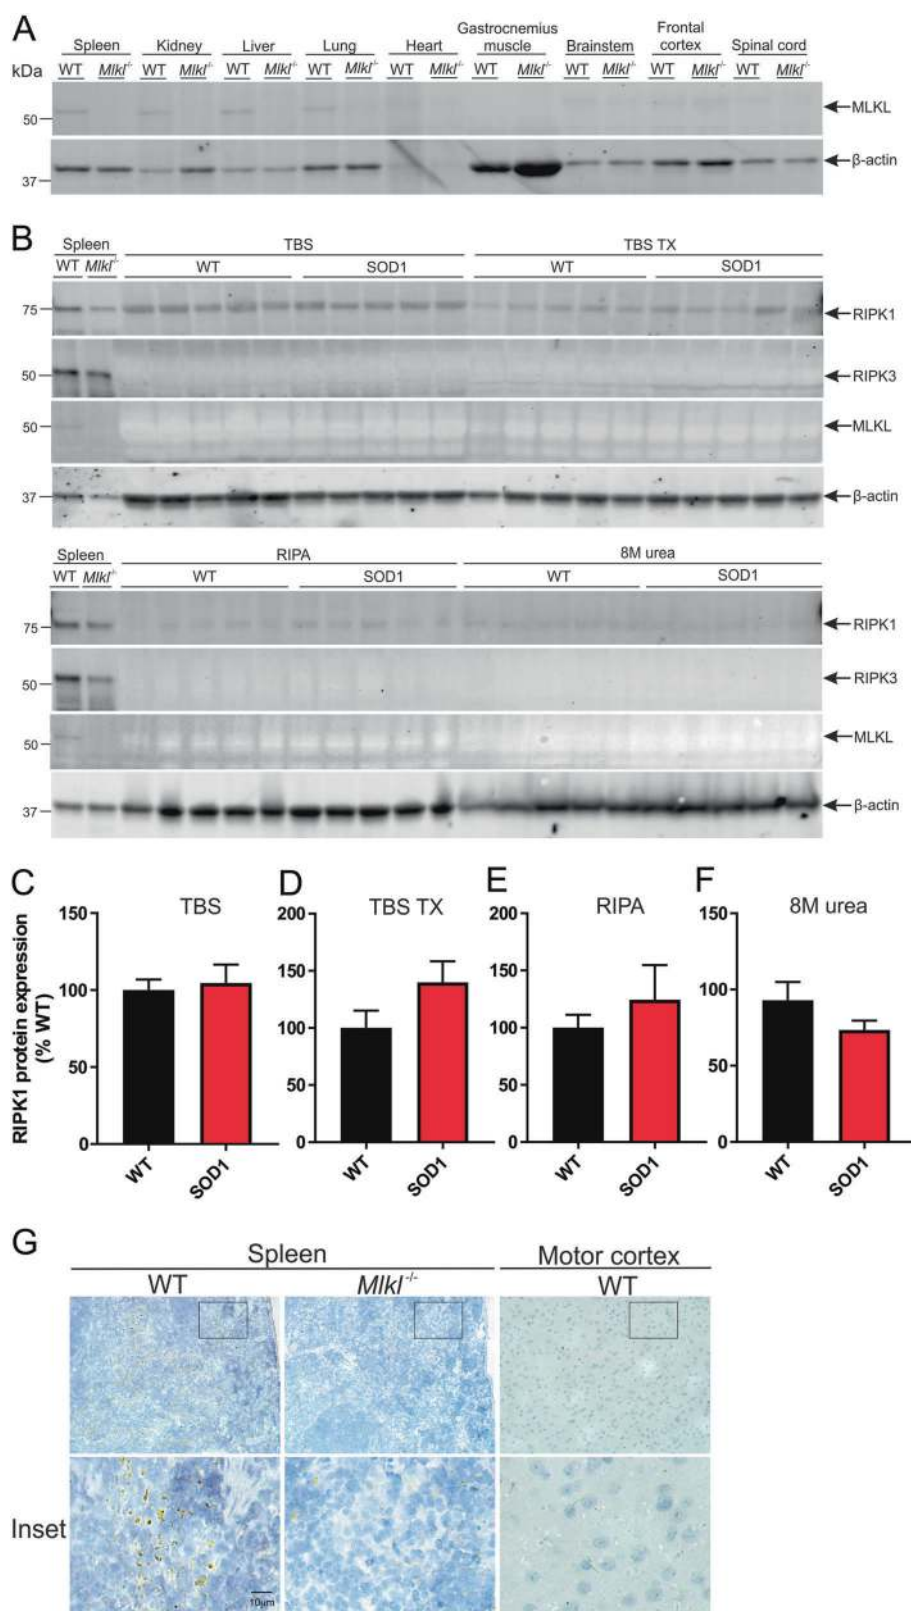 A
Spleen Kidney Liver Lung Heart Gastrocnemius muscle Brainstem Frontal cortex Spinal cord
kDa WT Mlkl-/- WT Mlkl-/- WT Mlkl-/- WT Mlkl-/- WT Mlkl-/- WT Mlkl-/- WT Mlkl-/- WT Mlkl-/- WT Mlkl-/-
50 MLKL
37 β-actin
B
Spleen TBS TBS TX
WT Mlkl-/- WT SOD1 WT SOD1
75 RIPK1
50 RIPK3
50 MLKL
37 β-actin
Spleen RIPA 8M urea
WT Mlkl-/- WT SOD1 WT SOD1
75 RIPK1
50 RIPK3
50 MLKL
37 β-actin
C D E F
TBS TBS TX RIPA 8M urea
RIPK1 protein expression
(% WT)
150 200 200 150
100 150 150 100
50 100 100 50
0 50 50 0
0 0
WT SOD1 WT SOD1 WT SOD1 WT SOD1
G
Spleen Motor cortex
WT Mlkl-/- WT
Inset
10µm